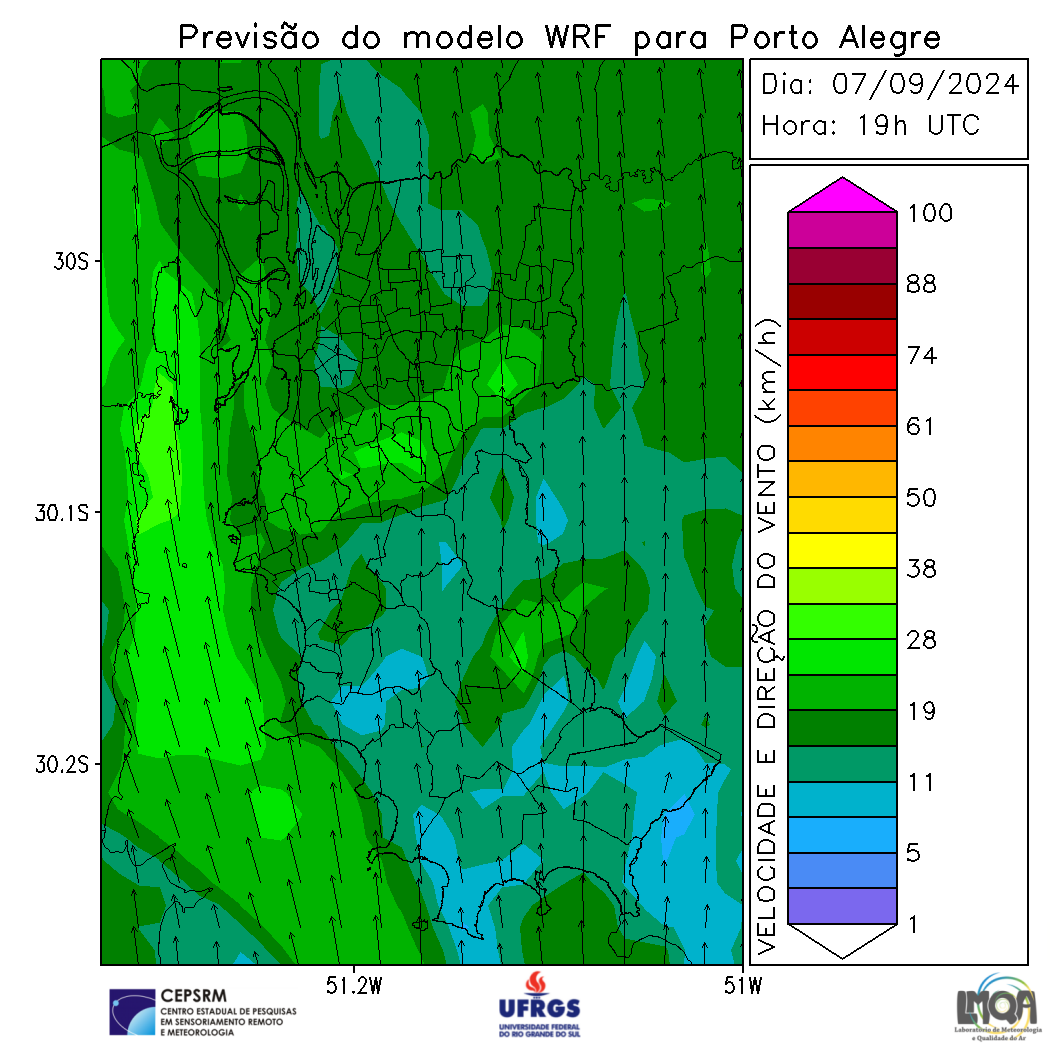 Previsão do modelo WRF para Porto Alegre
Dia: 07/09/2024
Hora: 19h UTC
30S
30.1S
30.2S
51.2W
51W
VELOCIDADE E DIREÇÃO DO VENTO (km/h)
100
88
74
61
50
38
28
19
11
5
1
CEPSRM
CENTRO ESTADUAL DE PESQUISAS
EM SENSORIAMENTO REMOTO
E METEOROLOGIA
UFRGS
UNIVERSIDADE FEDERAL
DO RIO GRANDE DO SUL
LMQA
Laboratório de Meteorologia
e Qualidade do Ar